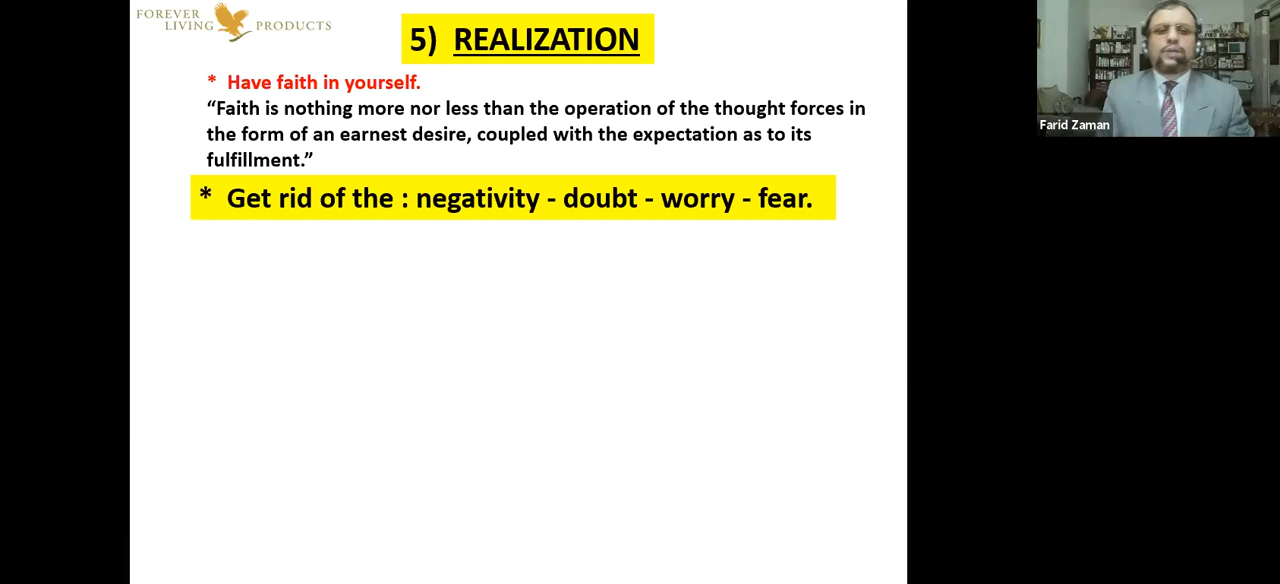 FOREVER
LIVING PRODUCTS
5) REALIZATION
* Have faith in yourself.
“Faith is nothing more nor less than the operation of the thought forces in
the form of an earnest desire, coupled with the expectation as to its
fulfillment.”
* Get rid of the : negativity - doubt - worry - fear.
Farid Zaman